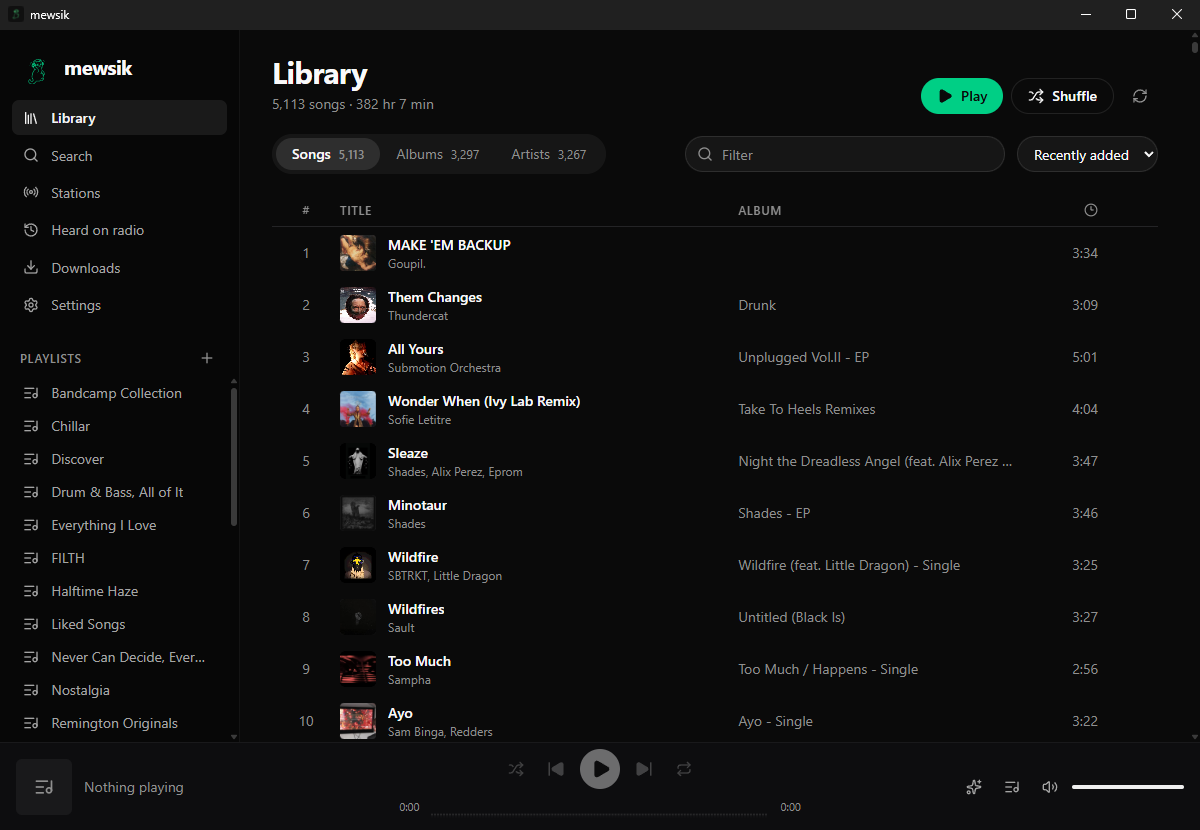 mewsik
mewsik
Library
Search
Stations
Heard on radio
Downloads
Settings
PLAYLISTS
Bandcamp Collection
Chillar
Discover
Drum & Bass, All of It
Everything I Love
FILTH
Halftime Haze
Liked Songs
Never Can Decide, Ever...
Nostalgia
Remington Originals
Library
5,113 songs · 382 hr 7 min
Play
Shuffle
Songs 5,113 Albums 3,297 Artists 3,267
Filter
Recently added
# TITLE ALBUM
1 MAKE 'EM BACKUP 3:34
Goupil.
2 Them Changes Drunk 3:09
Thundercat
3 All Yours Unplugged Vol.II - EP 5:01
Submotion Orchestra
4 Wonder When (Ivy Lab Remix) Take To Heels Remixes 4:04
Sofie Letitre
5 Sleaze Night the Dreadless Angel (feat. Alix Perez ... 3:47
Shades, Alix Perez, Eprom
6 Minotaur Shades - EP 3:46
Shades
7 Wildfire Wildfire (feat. Little Dragon) - Single 3:25
SBTRKT, Little Dragon
8 Wildfires Untitled (Black Is) 3:27
Sault
9 Too Much Too Much / Happens - Single 2:56
Sampha
10 Ayo Ayo - Single 3:22
Sam Binga, Redders
Nothing playing
0:00 0:00